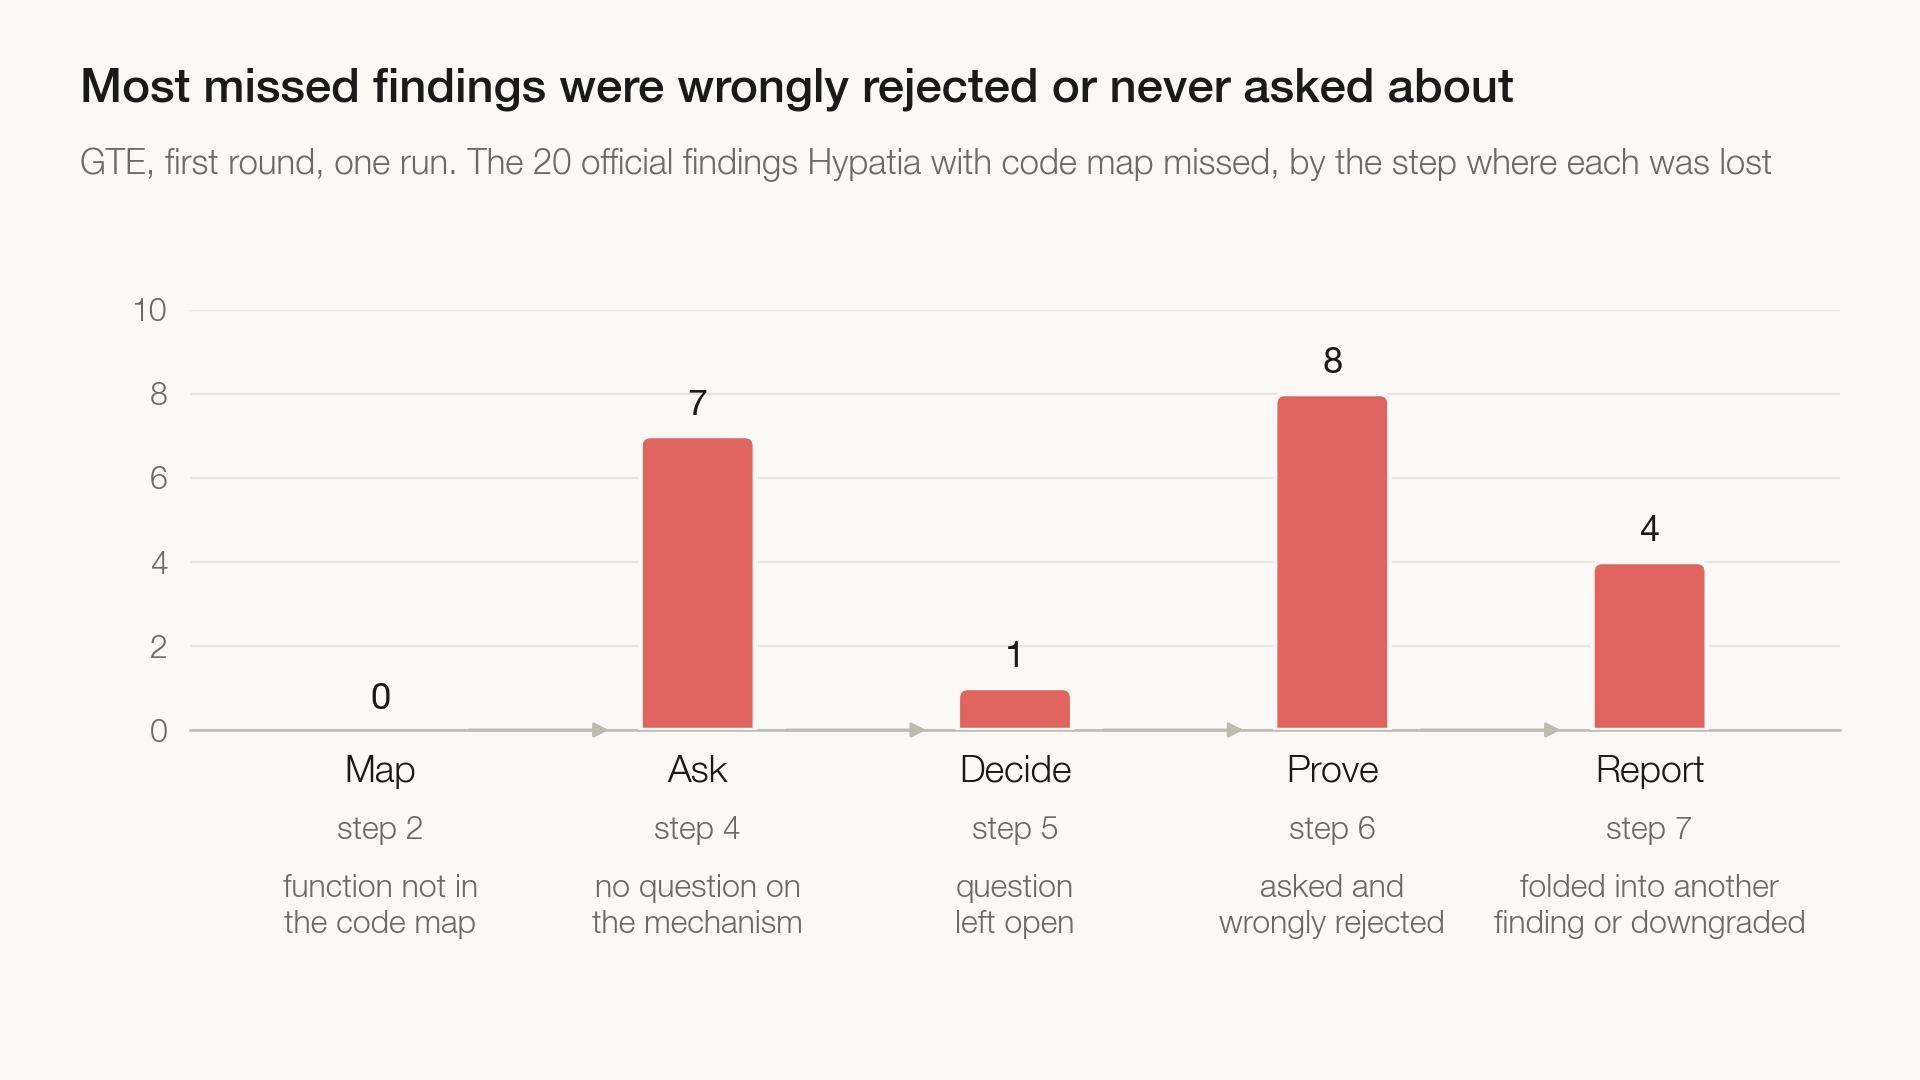 Most missed findings were wrongly rejected or never asked about
GTE, first round, one run. The 20 official findings Hypatia with code map missed, by the step where each was lost
10
8
6
4
2
0
0
7
1
8
4
Map
Ask
Decide
Prove
Report
step 2
step 4
step 5
step 6
step 7
function not in
the code map
no question on
the mechanism
question
left open
asked and
wrongly rejected
folded into another
finding or downgraded